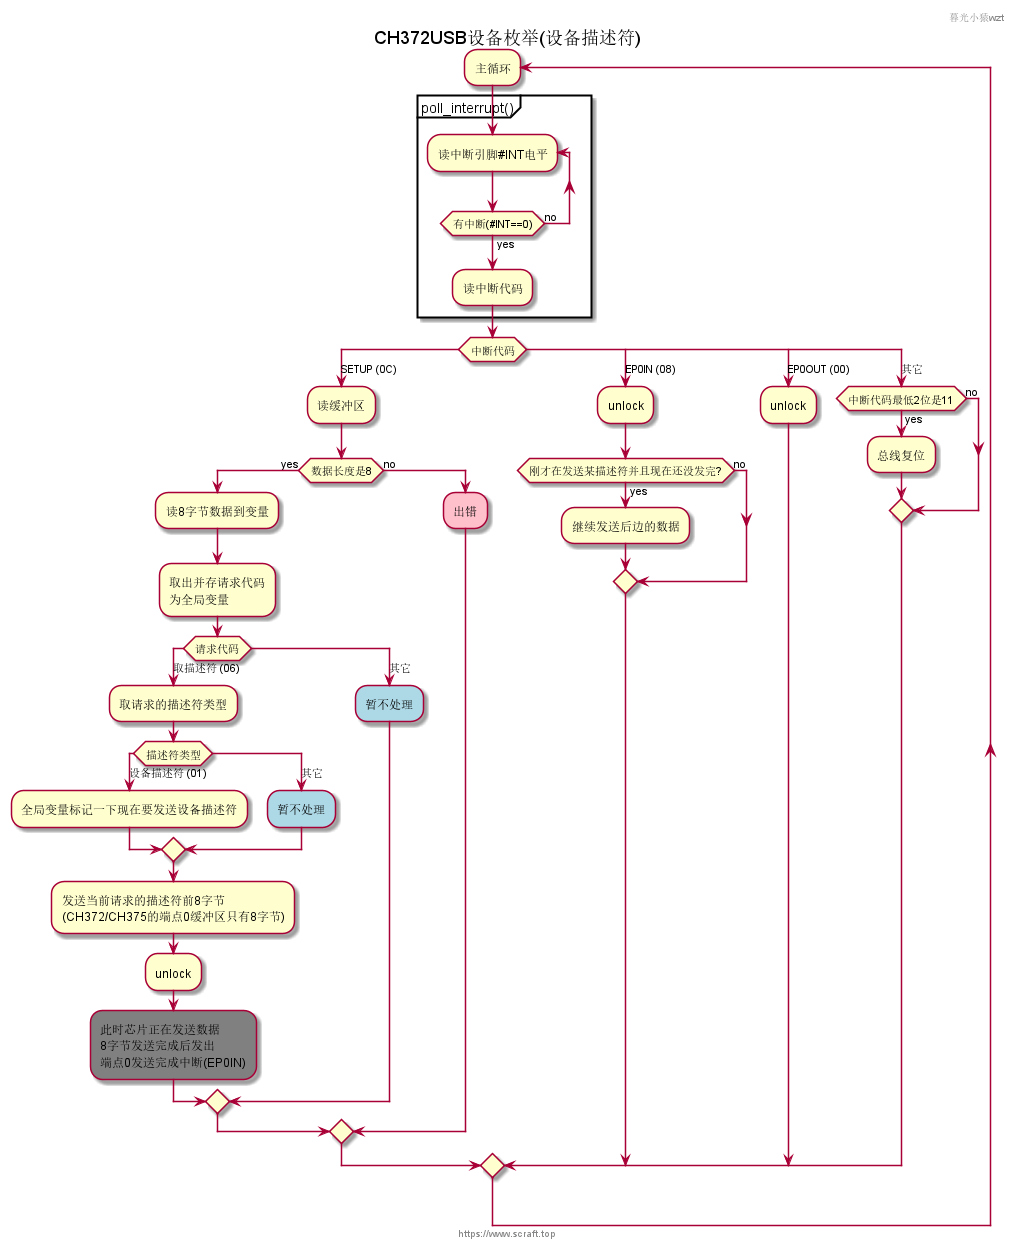 暮光小猿wzt
CH372USB设备枚举(设备描述符)
主循环
poll_interrupt()
读中断引脚#INT电平
有中断(#INT==0)
no
yes
读中断代码
中断代码
SETUP (0C)
读缓冲区
数据长度是8
yes
no
读8字节数据到变量
出错
取出并存请求代码
为全局变量
请求代码
取描述符 (06)
其它
取请求的描述符类型
暂不处理
描述符类型
设备描述符 (01)
其它
全局变量标记一下现在要发送设备描述符
暂不处理
发送当前请求的描述符前8字节
(CH372/CH375的端点0缓冲区只有8字节)
unlock
此时芯片正在发送数据
8字节发送完成后发出
端点0发送完成中断(EP0IN)
EP0IN (08)
unlock
刚才在发送某描述符并且现在还没发完?
no
yes
继续发送后边的数据
EP0OUT (00)
unlock
其它
中断代码最低2位是11
no
yes
总线复位
https://www.scraft.top